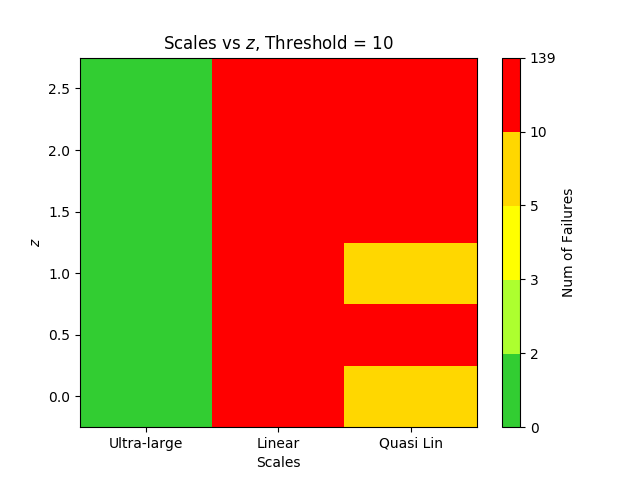 Scales vs z, Threshold = 10
2.5
2.0
1.5
1.0
0.5
0.0
z
Ultra-large Linear Quasi Lin
Scales
139
10
5
3
2
0
Num of Failures